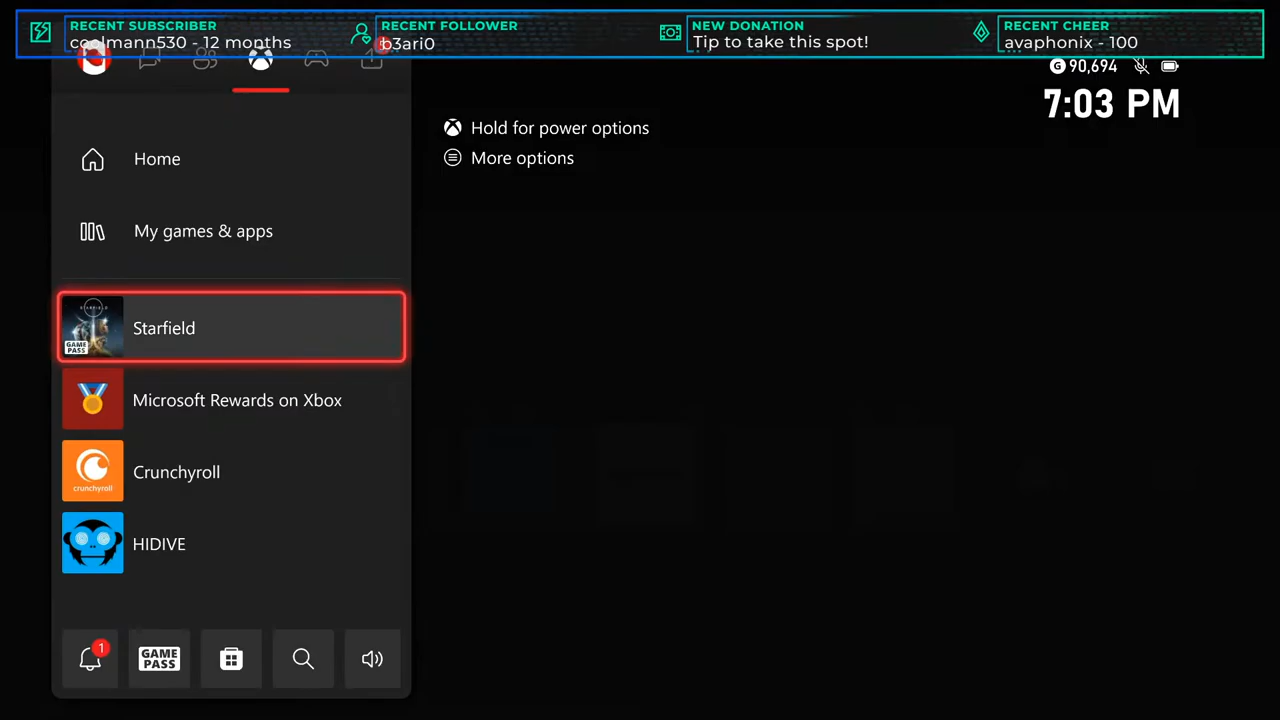 RECENT SUBSCRIBER
coolmann530 - 12 months
RECENT FOLLOWER
b3ari0
NEW DONATION
Tip to take this spot!
RECENT CHEER
avaphonix - 100
G 90,694
7:03 PM
Hold for power options
More options
Home
My games & apps
STARFIELD
GAME PASS
Starfield
Microsoft Rewards on Xbox
crunchyroll
Crunchyroll
HIDIVE
1
GAME
PASS